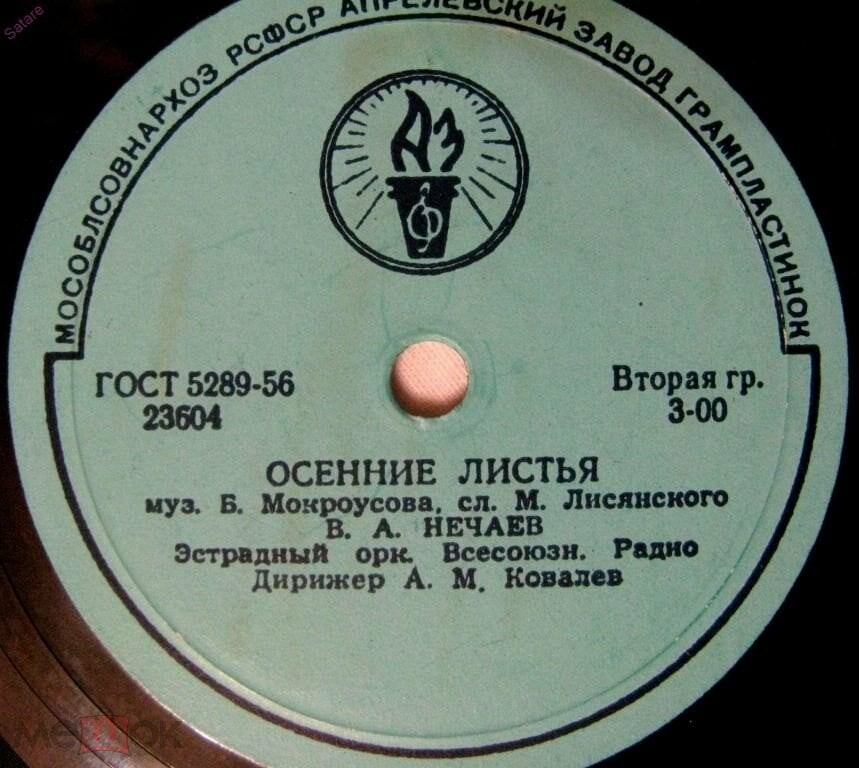 Satare
МОСОБЛСОВНАРХОЗ РСФСР АПРЕЛЕВСКИЙ ЗАВОД ГРАМПЛАСТИНОК
АЗ
ГОСТ 5289-56
23604
Вторая гр.
3-00
ОСЕННИЕ ЛИСТЬЯ
муз. Б. Мокроусова, сл. М. Лисянского
В. А. НЕЧАЕВ
Эстрадный орк. Всесоюзн. Радио
Дирижер А. М. Ковалев
мешок